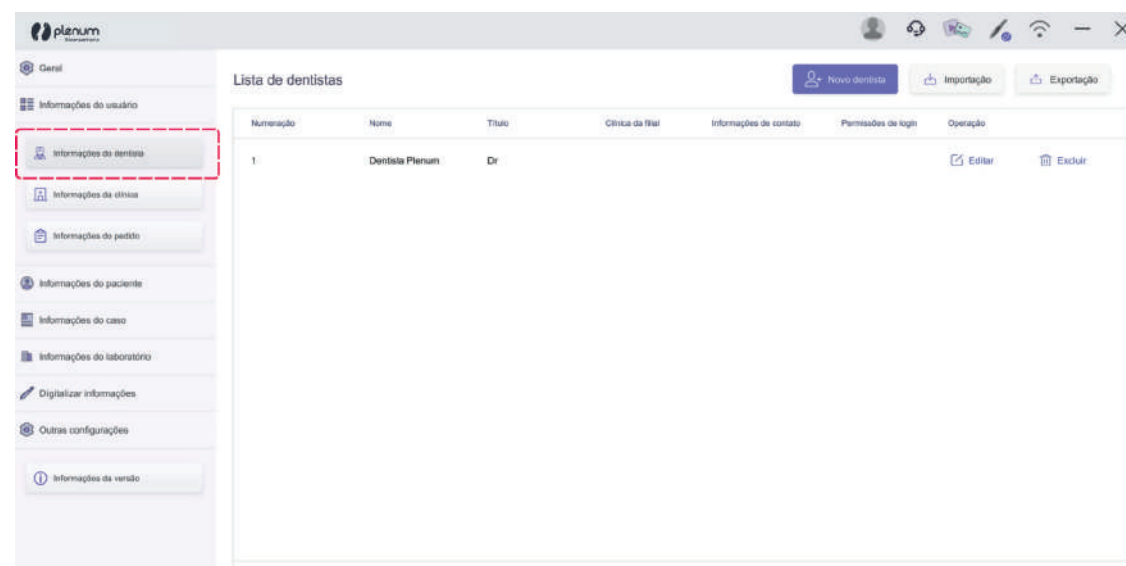 plenum
Geral
Informações do usuário
Informações do dentista
Informações da clínica
Informações do pedido
Informações do paciente
Informações do caso
Informações do laboratório
Digitalizar informações
Outras configurações
Informações da versão
Lista de dentistas
Novo dentista
Importação
Exportação
Numeração Nome Título Clínica da filial Informações de contato Permissões de login Operação
1 Dentista Plenum Dr Editar Excluir